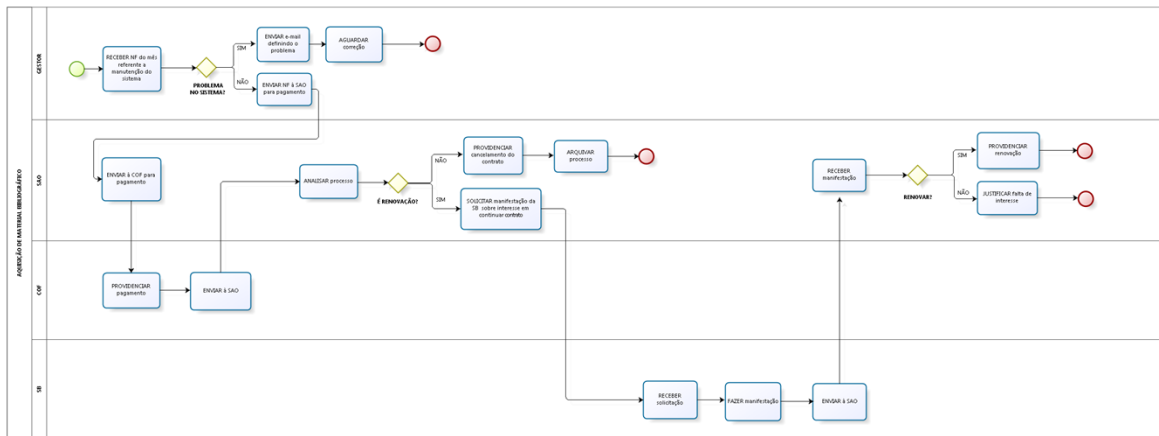 AQUISIÇÃO DE MATERIAL BIBLIOGRÁFICO
GESTOR
RECEBER NF do mês
referente a
manutenção do
sistema
PROBLEMA
NO SISTEMA?
SIM
ENVIAR e-mail
definindo o
problema
AGUARDAR
correção
NÃO
ENVIAR NF à SAO
para pagamento
SAO
ENVIAR à COF para
pagamento
ANALISAR processo
É RENOVAÇÃO?
NÃO
PROVIDENCIAR
cancelamento do
contrato
ARQUIVAR
processo
SIM
SOLICITAR manifestação da
SB sobre interesse em
continuar contrato
RECEBER
manifestação
RENOVAR?
SIM
PROVIDENCIAR
renovação
NÃO
JUSTIFICAR falta de
interesse
COF
PROVIDENCIAR
pagamento
ENVIAR à SAO
SB
RECEBER
solicitação
FAZER manifestação
ENVIAR à SAO